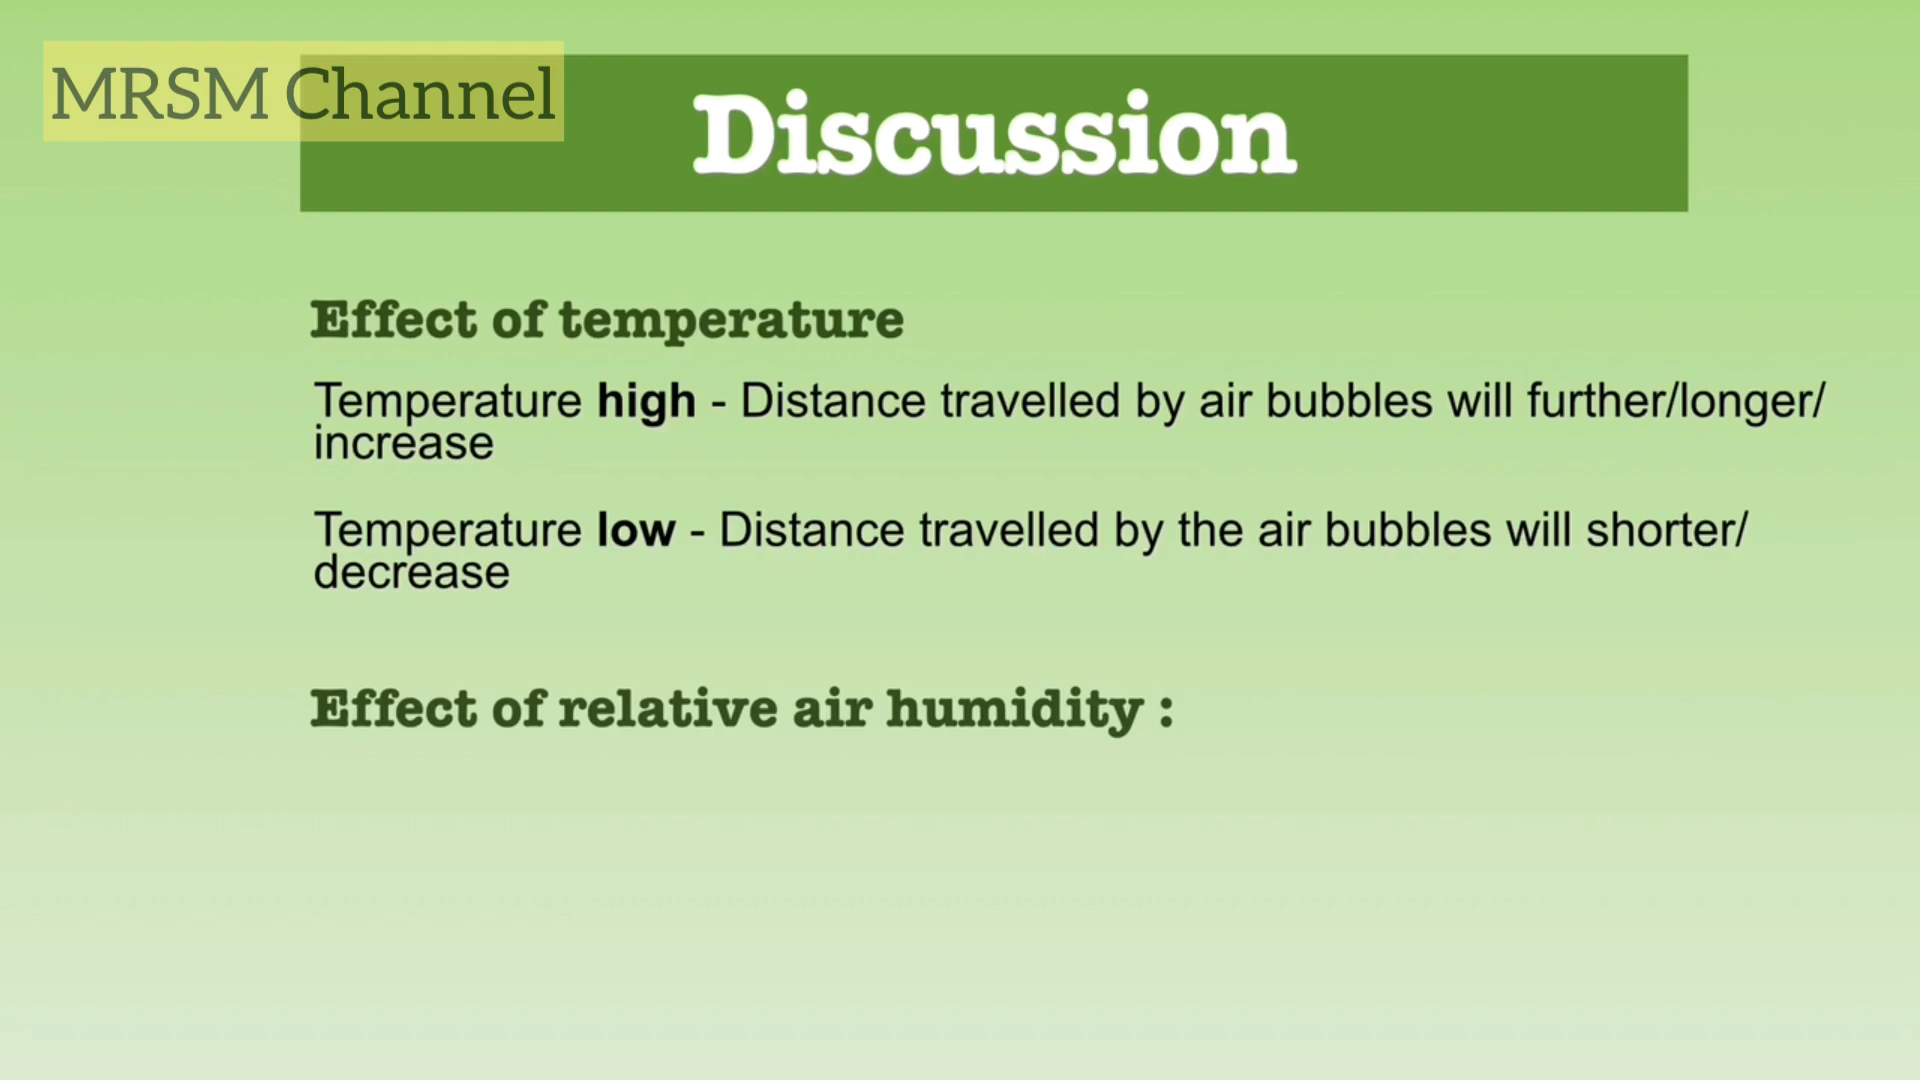 MRSM Channel
Discussion
Effect of temperature
Temperature high - Distance travelled by air bubbles will further/longer/
increase
Temperature low - Distance travelled by the air bubbles will shorter/
decrease
Effect of relative air humidity :